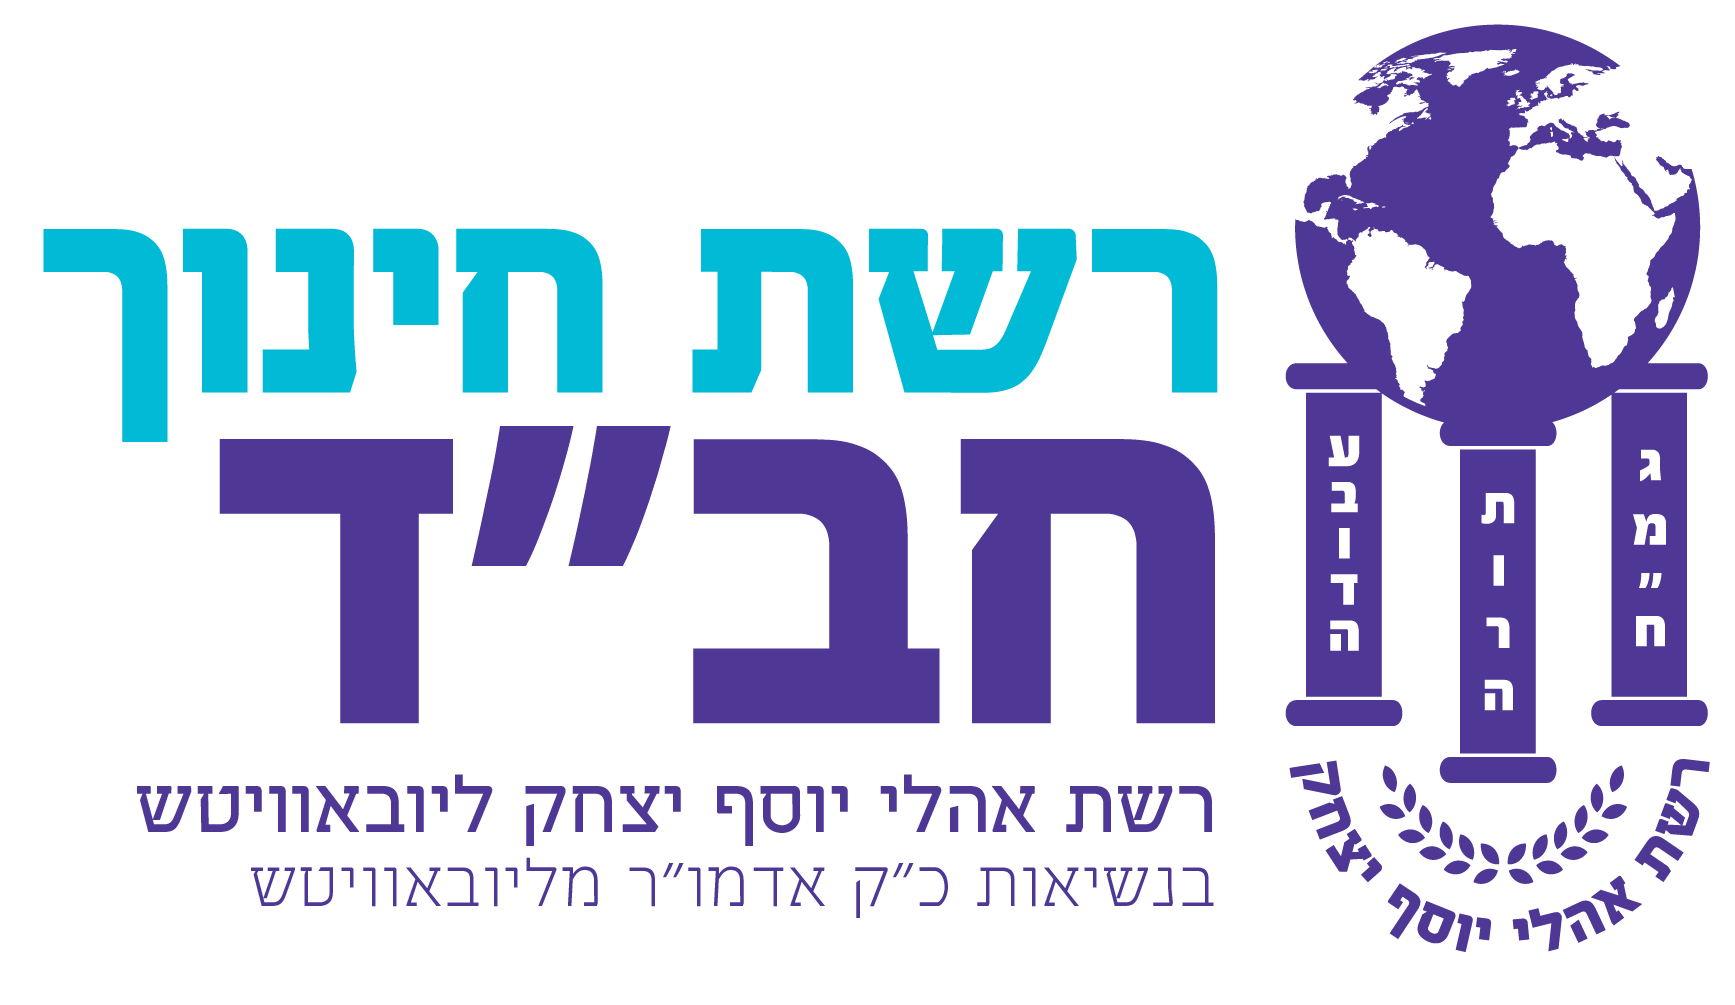 רשת חינוך
חב״ד
רשת אהלי יוסף יצחק ליובאוויטש
בנשיאות כ״ק אדמו״ר מליובאוויטש
גמ״ח
תורה
עבודה
רשת אהלי יוסף יצחק